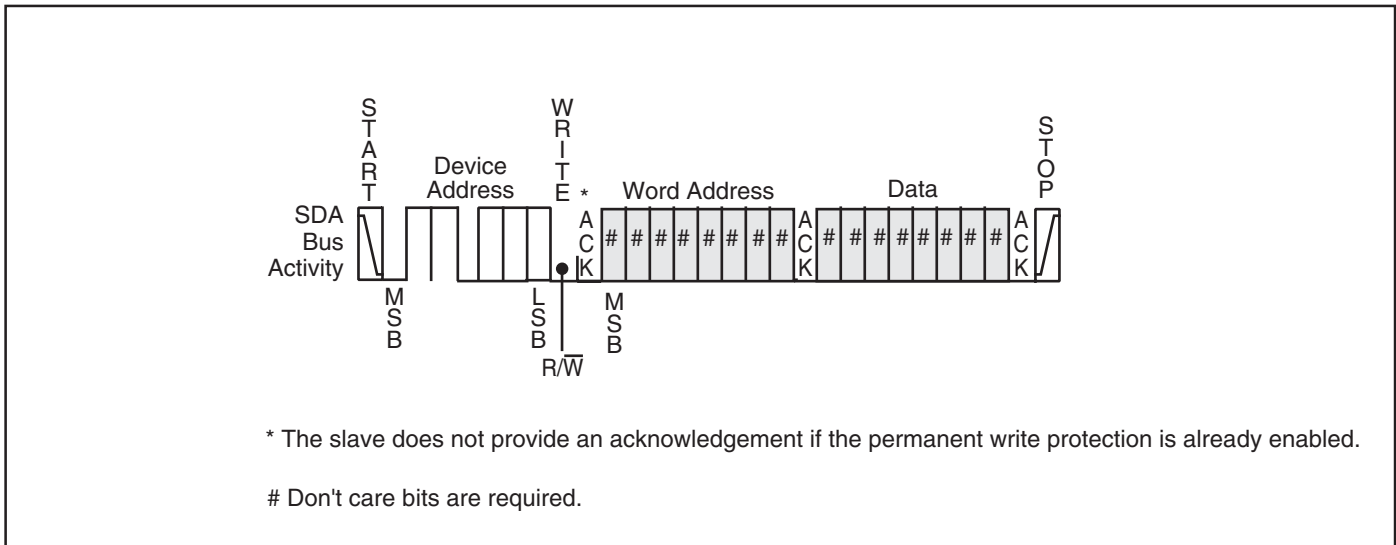 START
WRITE
STOP
Device
Address
*
Word Address
Data
SDA
Bus
Activity
ACK
# # # # # # # #
ACK
# # # # # # # #
ACK
MSB
LSB
MSB
R/W̅
* The slave does not provide an acknowledgement if the permanent write protection is already enabled.
# Don't care bits are required.